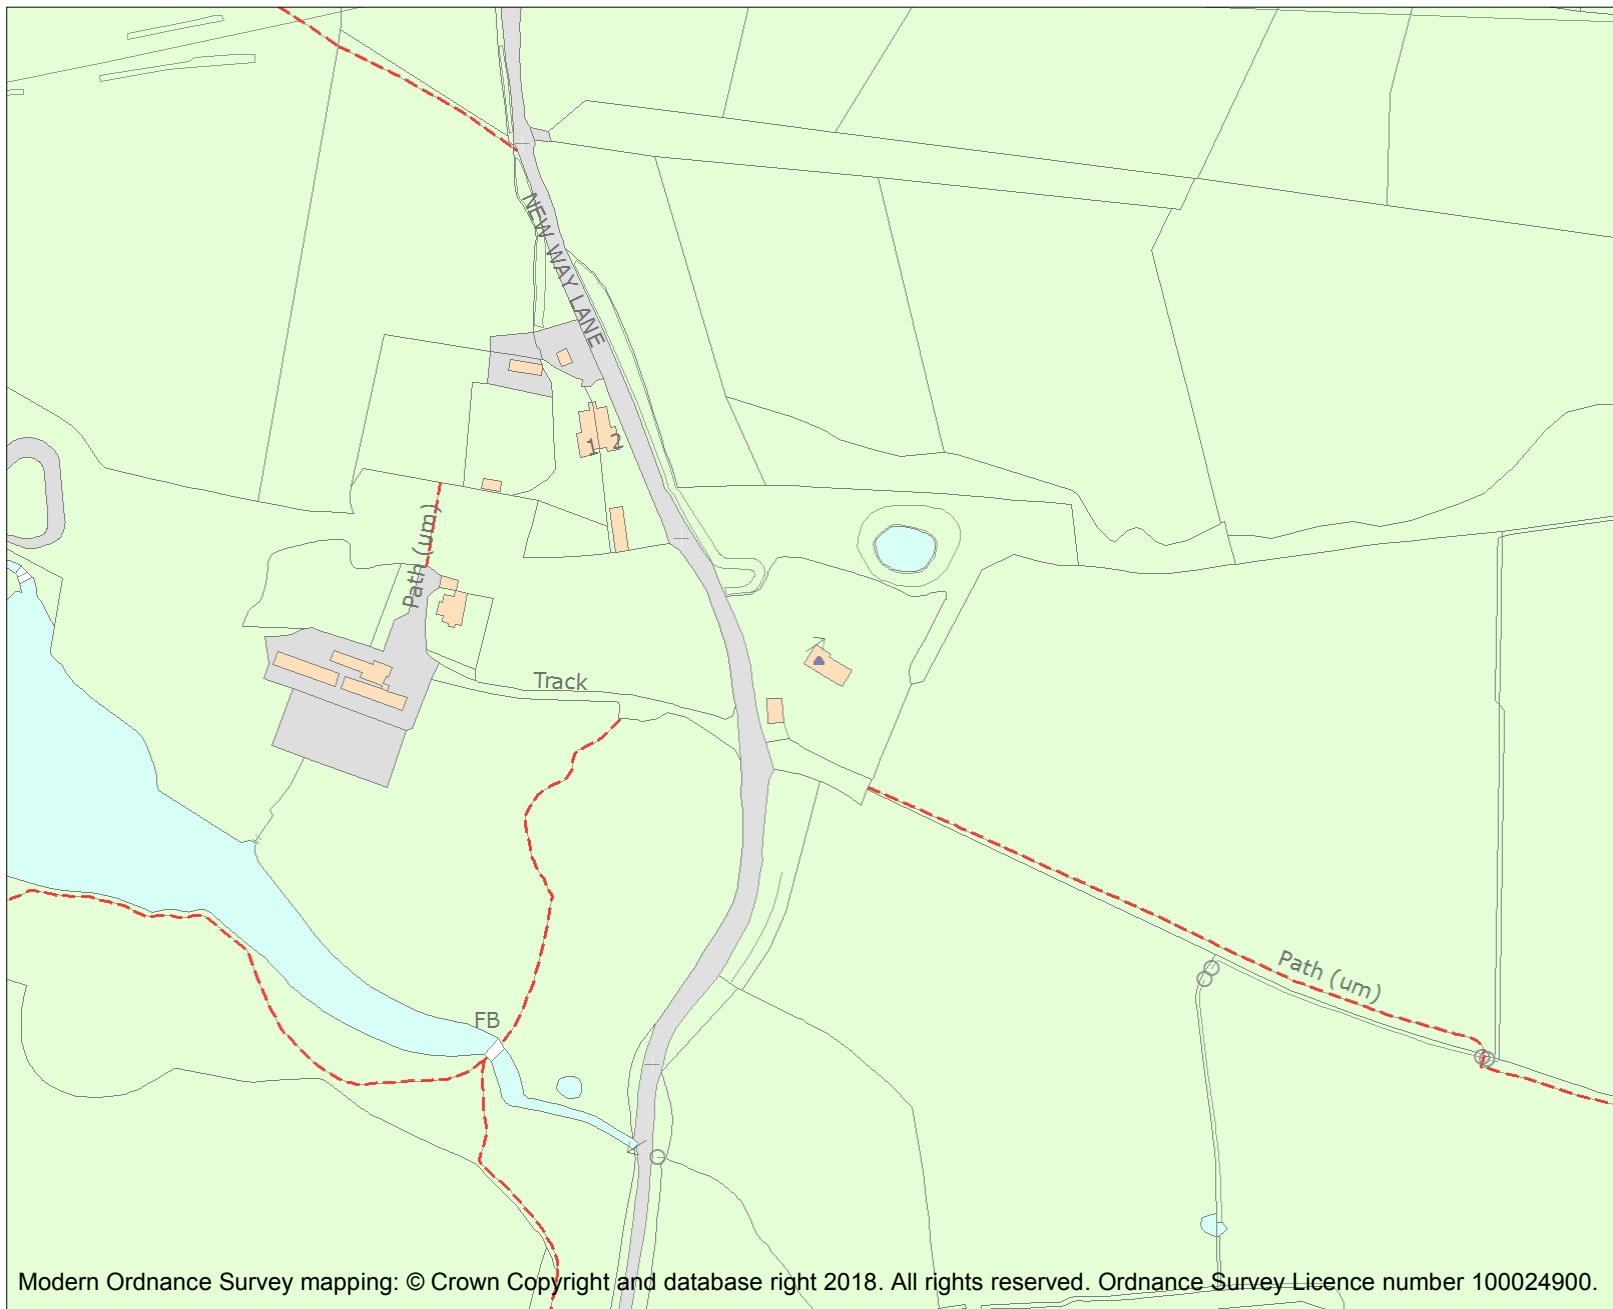 NEW WAY LANE
1 2
Path (um)
Track
Path (um)
FB
Modern Ordnance Survey mapping: © Crown Copyright and database right 2018. All rights reserved. Ordnance Survey Licence number 100024900.